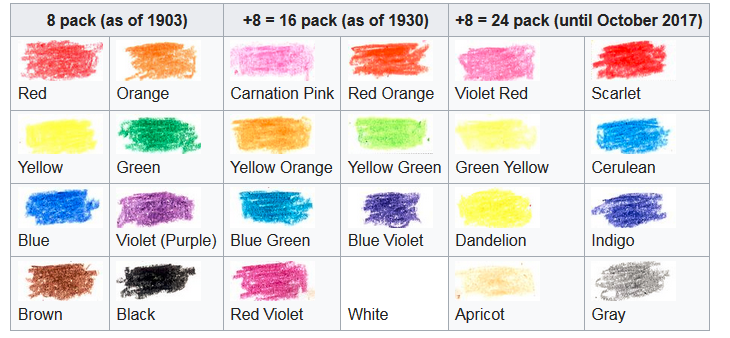 8 pack (as of 1903) +8 = 16 pack (as of 1930) +8 = 24 pack (until October 2017)
Red Orange Carnation Pink Red Orange Violet Red Scarlet
Yellow Green Yellow Orange Yellow Green Green Yellow Cerulean
Blue Violet (Purple) Blue Green Blue Violet Dandelion Indigo
Brown Black Red Violet White Apricot Gray